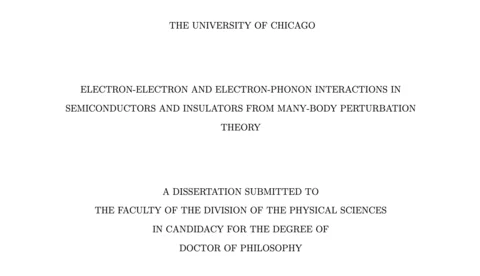 THE UNIVERSITY OF CHICAGO
ELECTRON-ELECTRON AND ELECTRON-PHONON INTERACTIONS IN
SEMICONDUCTORS AND INSULATORS FROM MANY-BODY PERTURBATION
THEORY
A DISSERTATION SUBMITTED TO
THE FACULTY OF THE DIVISION OF THE PHYSICAL SCIENCES
IN CANDIDACY FOR THE DEGREE OF
DOCTOR OF PHILOSOPHY